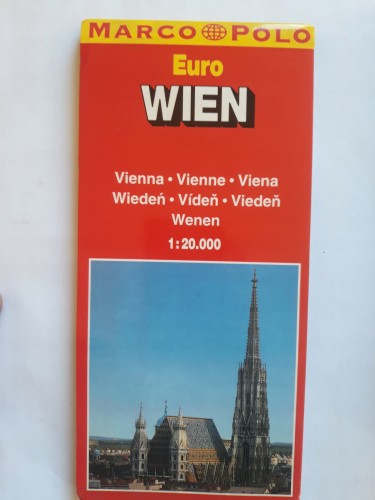 MARCO POLO
Euro
WIEN
Vienna • Vienne • Viena
Wiedeń • Vídeň • Viedeň
Wenen
1:20.000